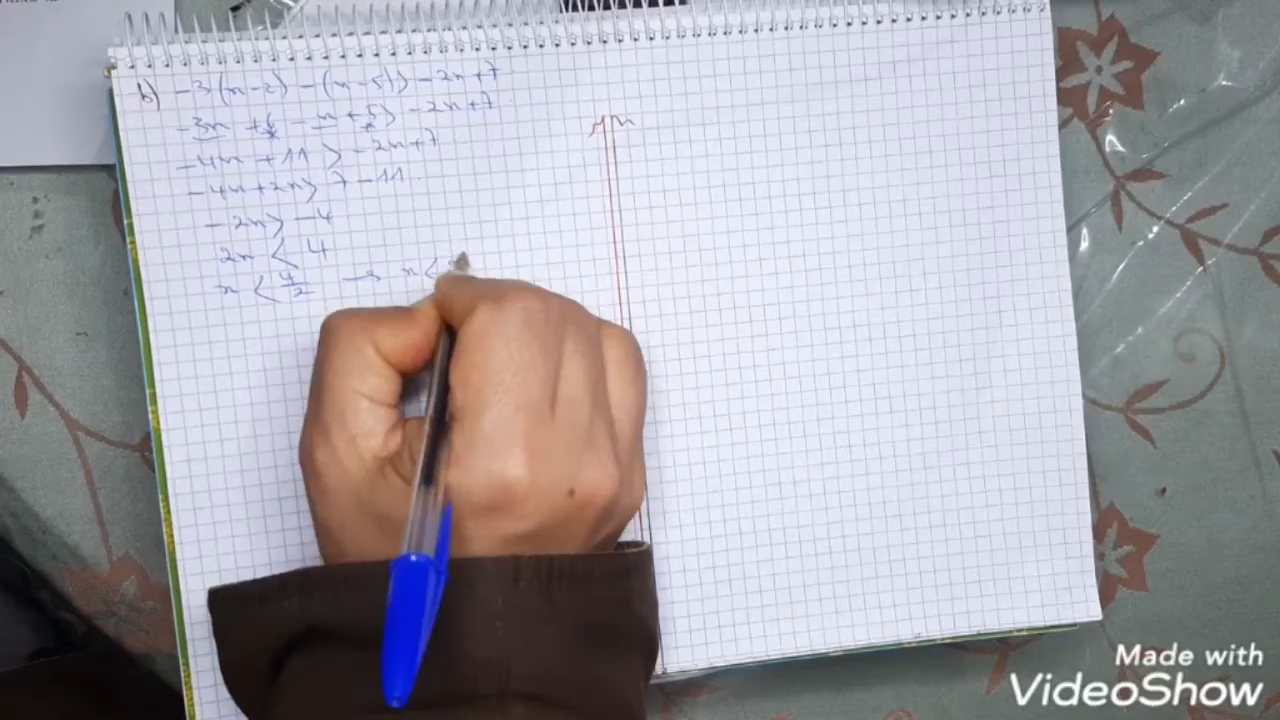 b) -3(x-2) -(x-5)> -2x+7
-3x +6 -x +5> -2x+7
-4x +11 > -2x+7
-4x+2x> 7-11
-2x> -4
2x < 4
x < 4/2 → x<
Made with
VideoShow